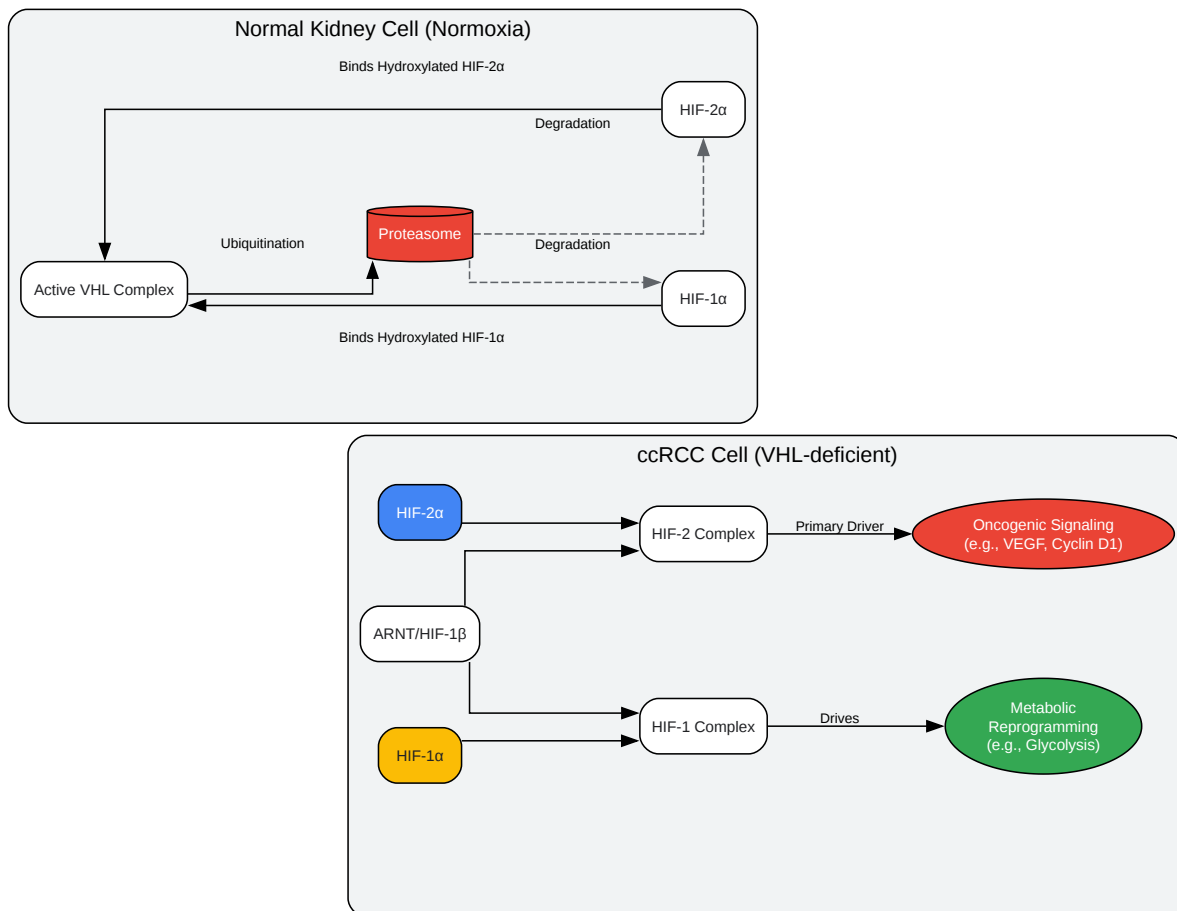 Normal Kidney Cell (Normoxia)
Binds Hydroxylated HIF-2α
HIF-2α
Degradation
Proteasome
Ubiquitination
Degradation
Active VHL Complex
HIF-1α
Binds Hydroxylated HIF-1α
ccRCC Cell (VHL-deficient)
HIF-2α
HIF-2 Complex
Primary Driver
Oncogenic Signaling
(e.g., VEGF, Cyclin D1)
ARNT/HIF-1β
HIF-1α
HIF-1 Complex
Drives
Metabolic
Reprogramming
(e.g., Glycolysis)